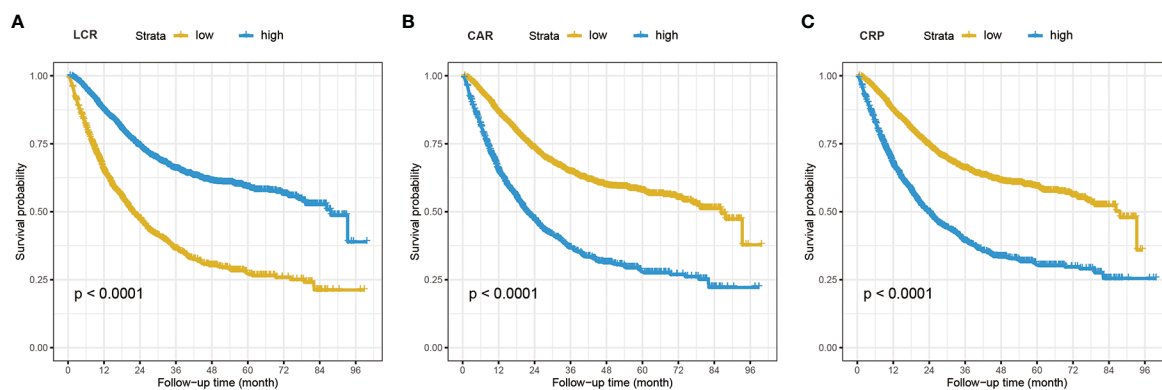 A
LCR Strata low high
Survival probability
1.00
0.75
0.50
0.25
0.00
p < 0.0001
0 12 24 36 48 60 72 84 96
Follow-up time (month)
B
CAR Strata low high
Survival probability
1.00
0.75
0.50
0.25
0.00
p < 0.0001
0 12 24 36 48 60 72 84 96
Follow-up time (month)
C
CRP Strata low high
Survival probability
1.00
0.75
0.50
0.25
0.00
p < 0.0001
0 12 24 36 48 60 72 84 96
Follow-up time (month)